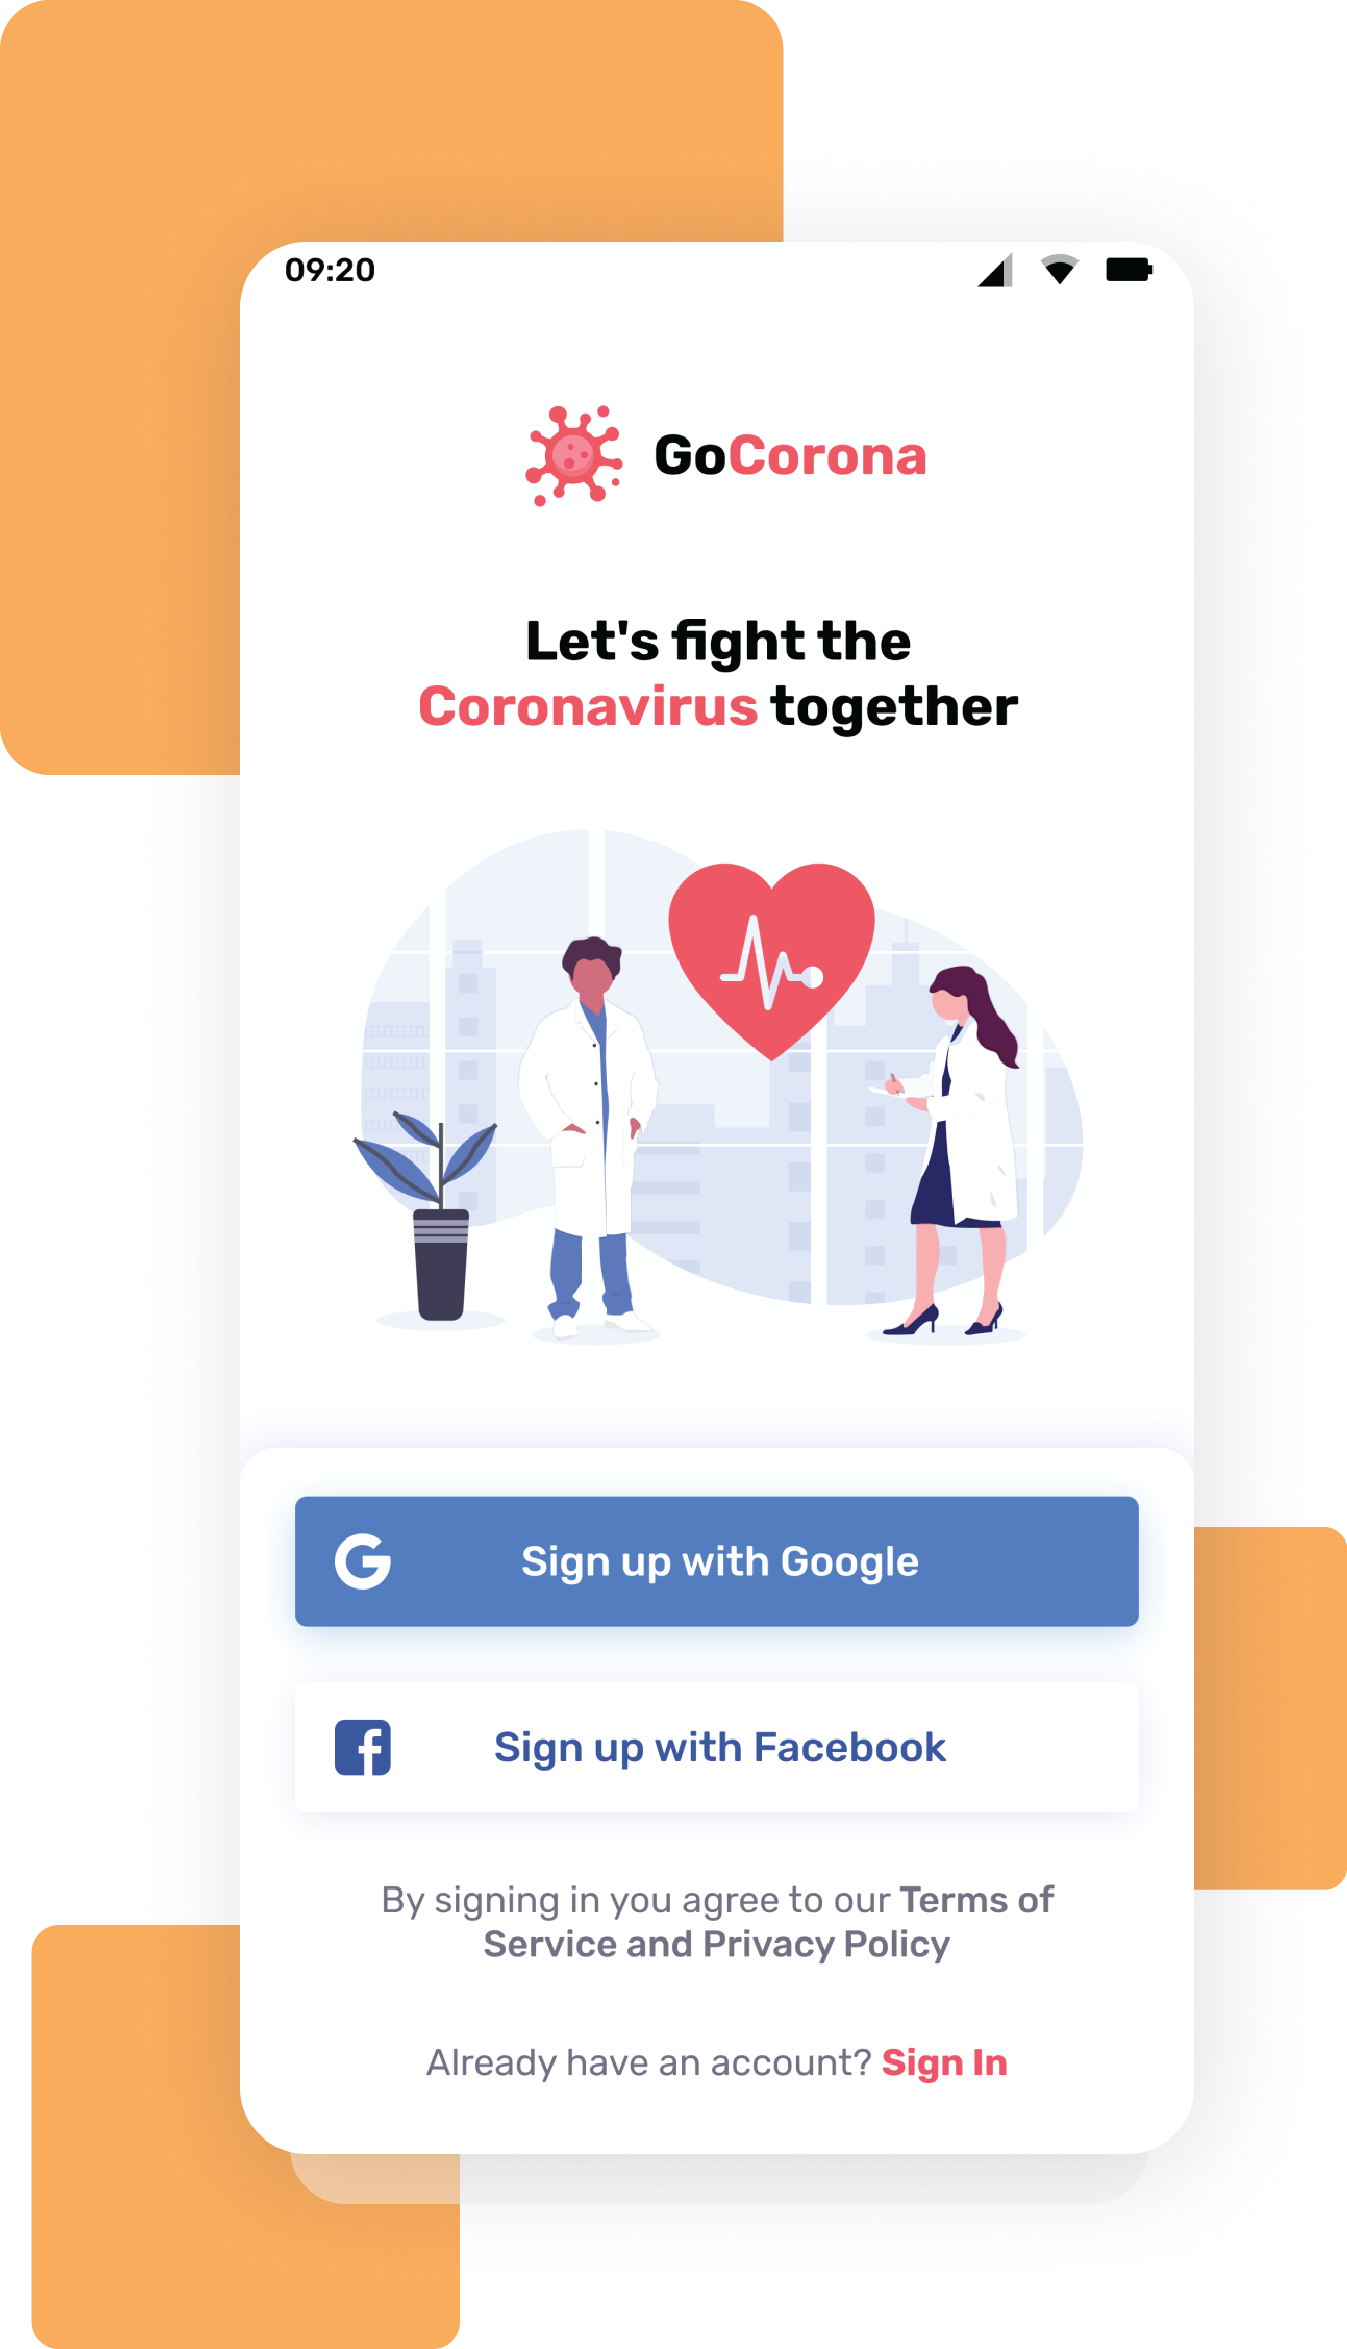 09:20
GoCorona
Let's fight the
Coronavirus together
Sign up with Google
Sign up with Facebook
By signing in you agree to our Terms of
Service and Privacy Policy
Already have an account? Sign In